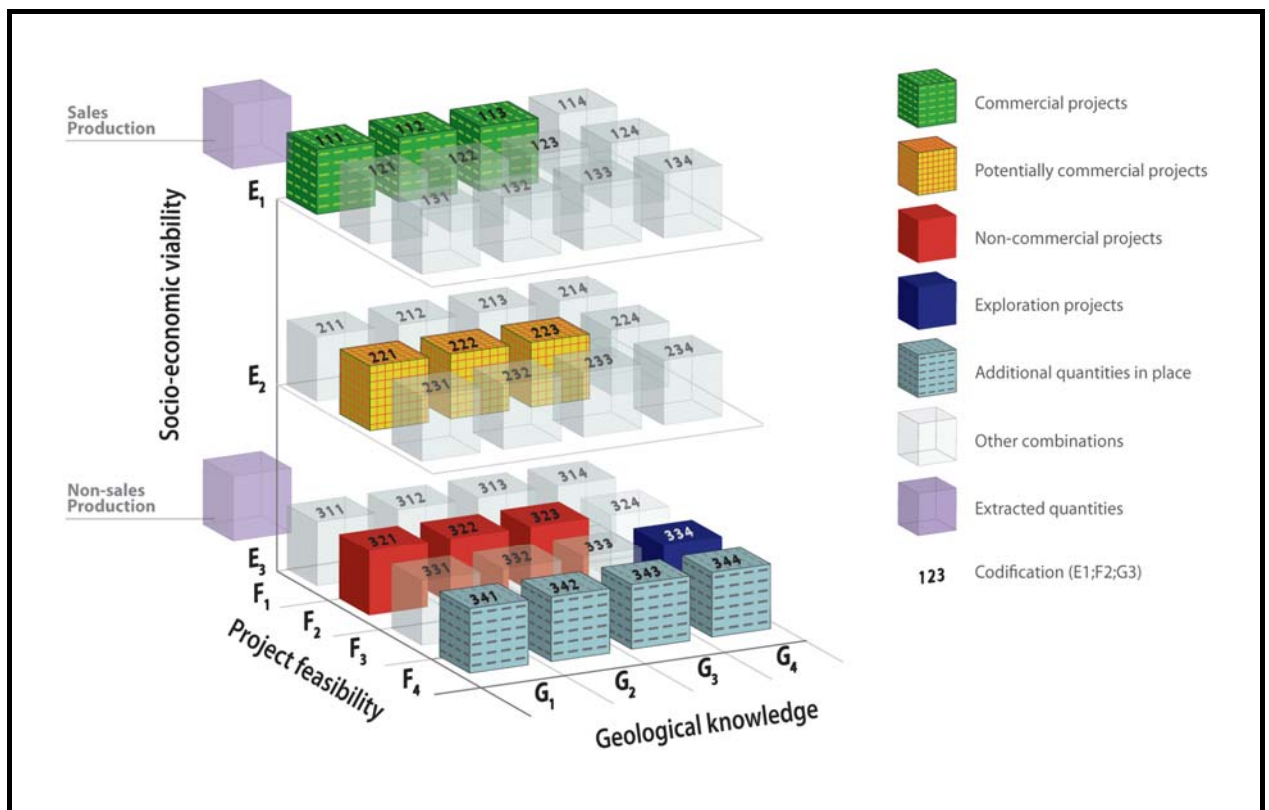 Sales
Production
Socio-economic viability
E1
111
112
113
114
121
122
123
124
131
132
133
134
E2
211
212
213
214
221
222
223
224
231
232
233
234
Non-sales
Production
E3
311
312
313
314
321
322
323
324
331
332
333
334
341
342
343
344
F1
F2
F3
F4
Project feasibility
G1
G2
G3
G4
Geological knowledge
Commercial projects
Potentially commercial projects
Non-commercial projects
Exploration projects
Additional quantities in place
Other combinations
Extracted quantities
123 Codification (E1;F2;G3)